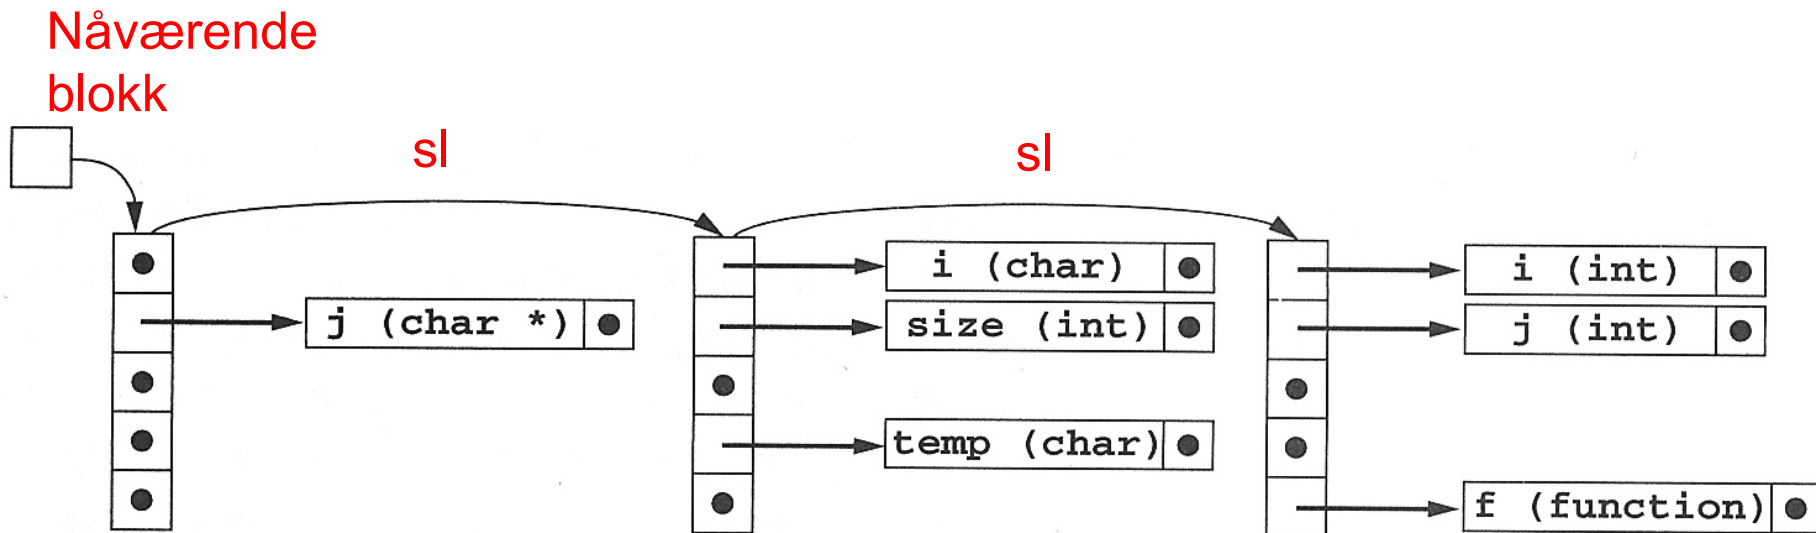 Nåværende
blokk
sl
sl
i (char)
i (int)
j (char *)
size (int)
j (int)
temp (char)
f (function)